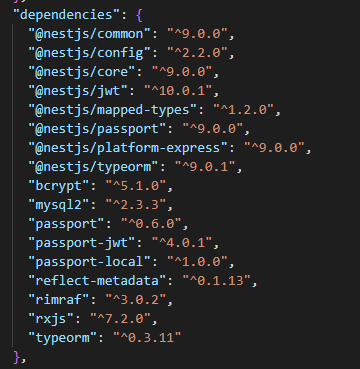 "dependencies": {
"@nestjs/common": "^9.0.0",
"@nestjs/config": "^2.2.0",
"@nestjs/core": "^9.0.0",
"@nestjs/jwt": "^10.0.1",
"@nestjs/mapped-types": "^1.2.0",
"@nestjs/passport": "^9.0.0",
"@nestjs/platform-express": "^9.0.0",
"@nestjs/typeorm": "^9.0.1",
"bcrypt": "^5.1.0",
"mysql2": "^2.3.3",
"passport": "^0.6.0",
"passport-jwt": "^4.0.1",
"passport-local": "^1.0.0",
"reflect-metadata": "^0.1.13",
"rimraf": "^3.0.2",
"rxjs": "^7.2.0",
"typeorm": "^0.3.11"
},